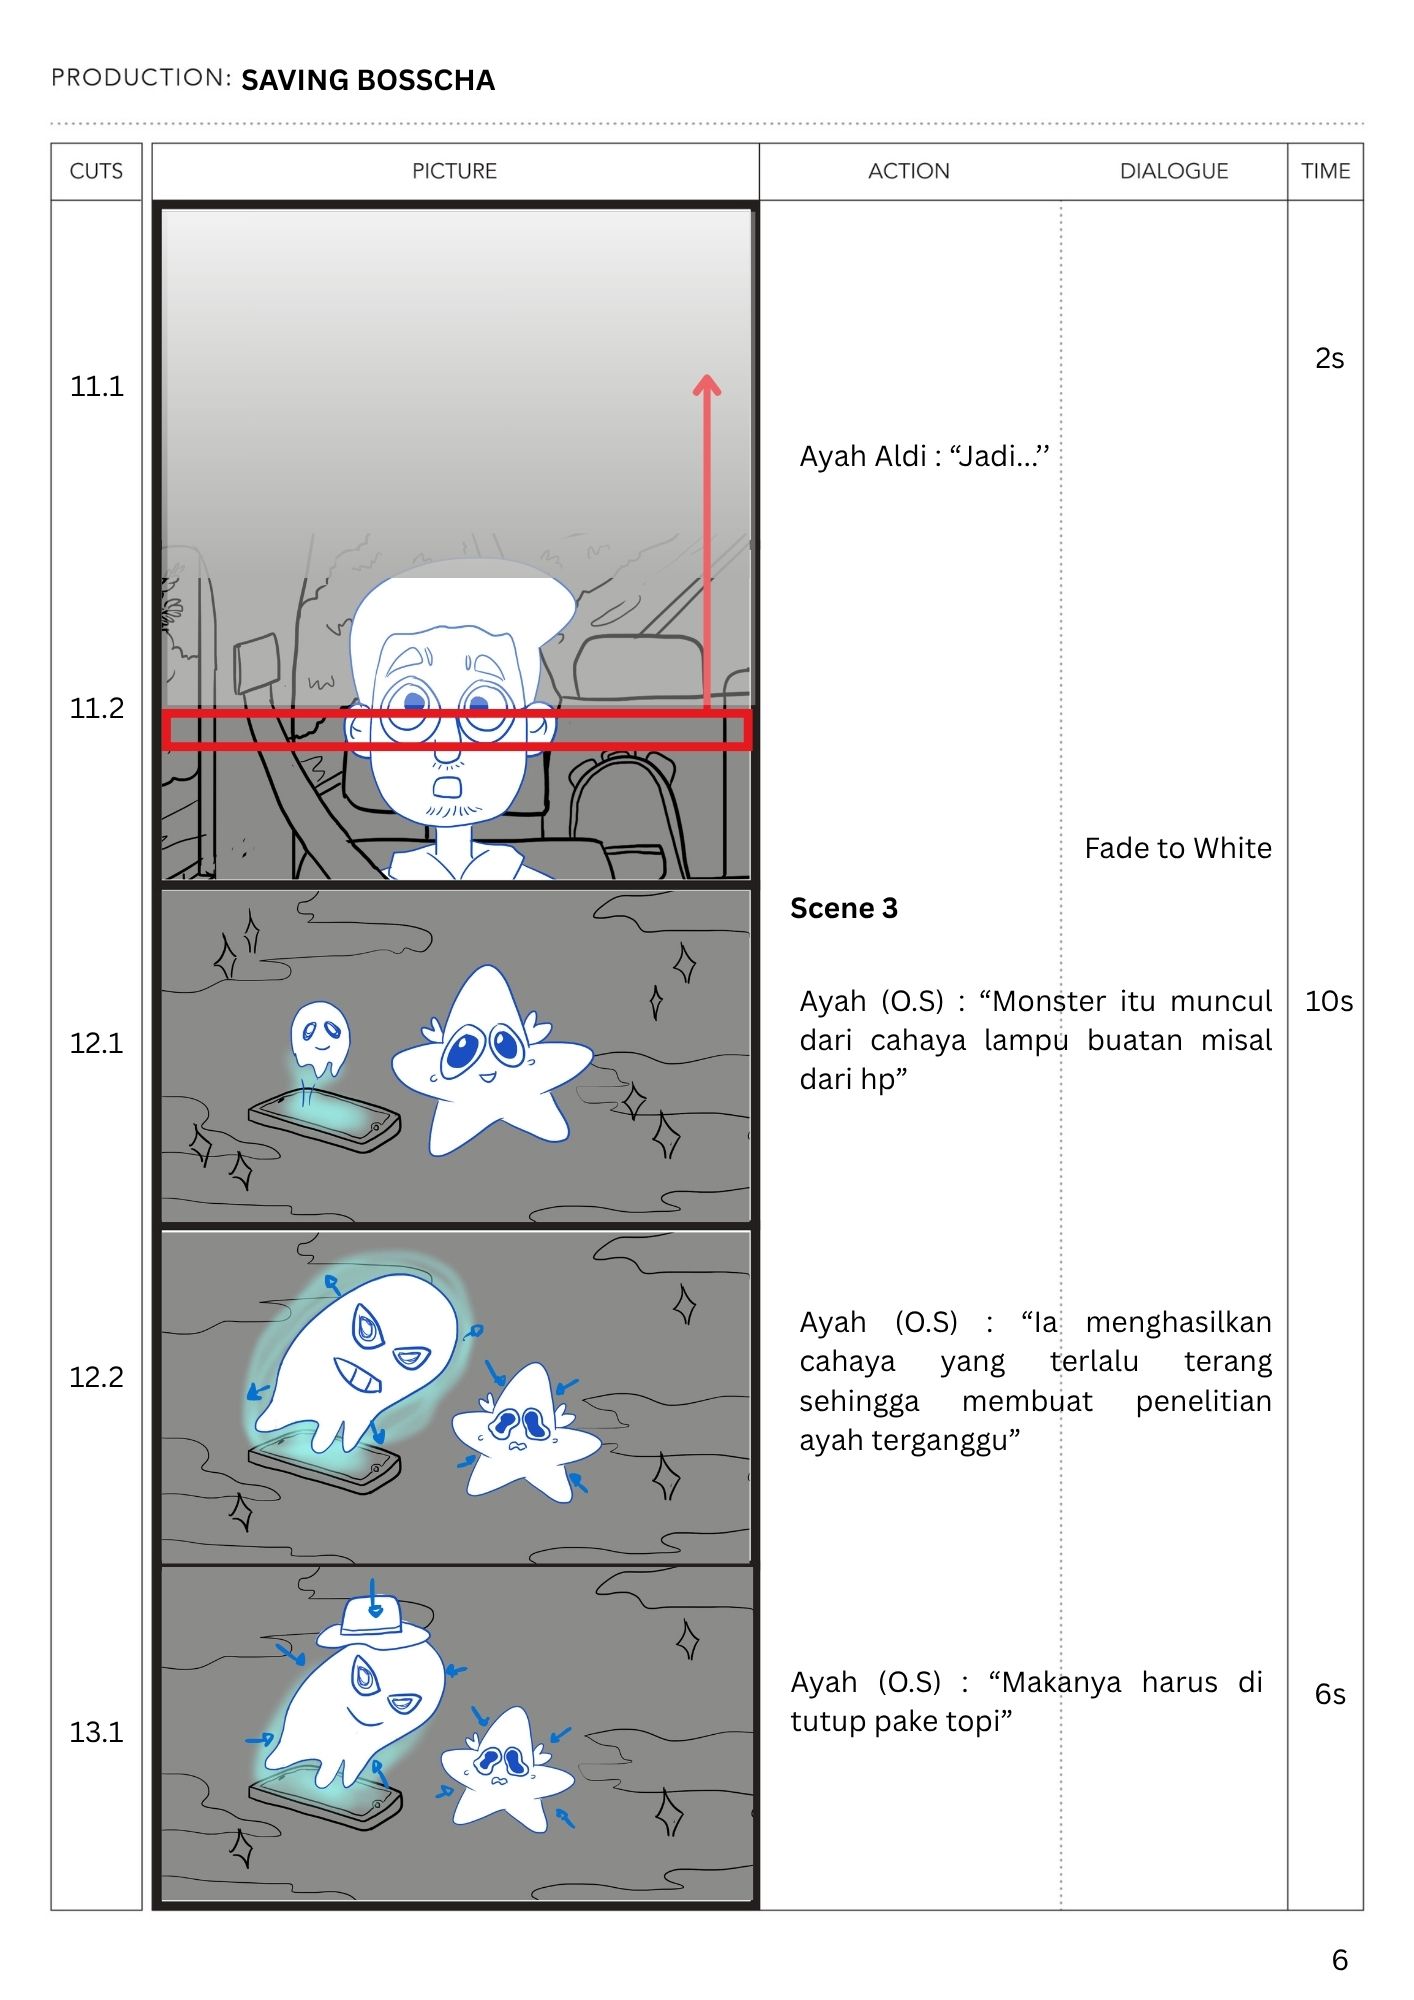 PRODUCTION: SAVING BOSSCHA
CUTS PICTURE ACTION DIALOGUE TIME
11.1
2s
Ayah Aldi : “Jadi...’’
11.2
Fade to White
Scene 3
12.1
Ayah (O.S) : “Monster itu muncul
dari cahaya lampu buatan misal
dari hp”
10s
12.2
Ayah (O.S) : “Ia menghasilkan
cahaya yang terlalu terang
sehingga membuat penelitian
ayah terganggu”
13.1
Ayah (O.S) : “Makanya harus di
tutup pake topi”
6s
6